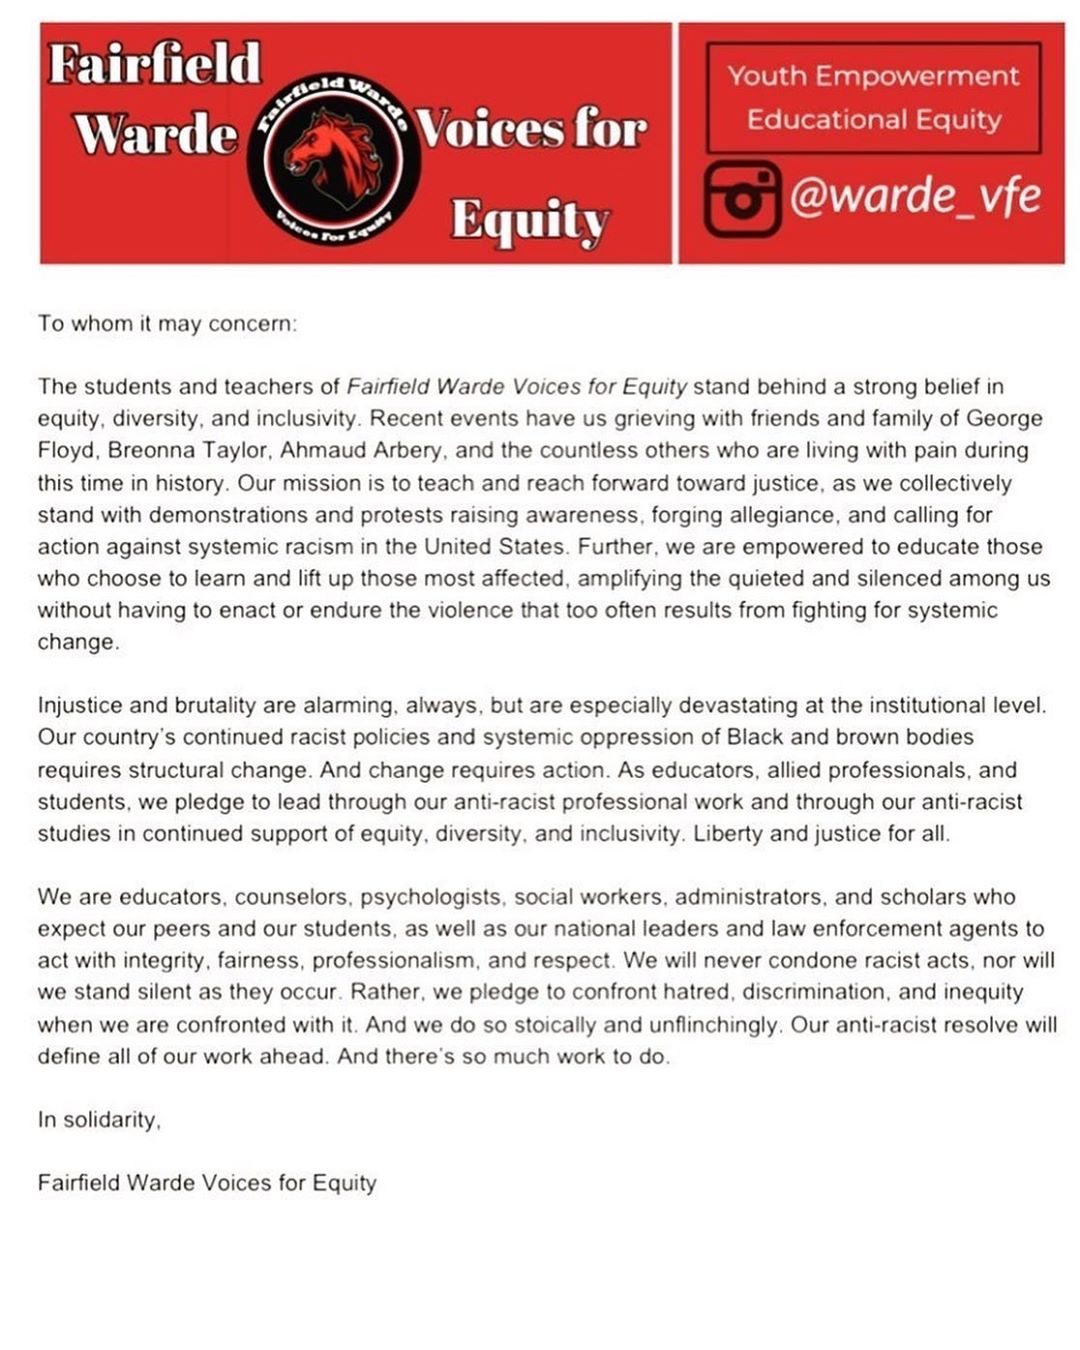 Fairfield
Warde
Fairfield Warde
Voices For Equity
Voices for
Equity
Youth Empowerment
Educational Equity
@warde_vfe
To whom it may concern:
The students and teachers of Fairfield Warde Voices for Equity stand behind a strong belief in
equity, diversity, and inclusivity. Recent events have us grieving with friends and family of George
Floyd, Breonna Taylor, Ahmaud Arbery, and the countless others who are living with pain during
this time in history. Our mission is to teach and reach forward toward justice, as we collectively
stand with demonstrations and protests raising awareness, forging allegiance, and calling for
action against systemic racism in the United States. Further, we are empowered to educate those
who choose to learn and lift up those most affected, amplifying the quieted and silenced among us
without having to enact or endure the violence that too often results from fighting for systemic
change.
Injustice and brutality are alarming, always, but are especially devastating at the institutional level.
Our country's continued racist policies and systemic oppression of Black and brown bodies
requires structural change. And change requires action. As educators, allied professionals, and
students, we pledge to lead through our anti-racist professional work and through our anti-racist
studies in continued support of equity, diversity, and inclusivity. Liberty and justice for all.
We are educators, counselors, psychologists, social workers, administrators, and scholars who
expect our peers and our students, as well as our national leaders and law enforcement agents to
act with integrity, fairness, professionalism, and respect. We will never condone racist acts, nor will
we stand silent as they occur. Rather, we pledge to confront hatred, discrimination, and inequity
when we are confronted with it. And we do so stoically and unflinchingly. Our anti-racist resolve will
define all of our work ahead. And there's so much work to do.
In solidarity,
Fairfield Warde Voices for Equity